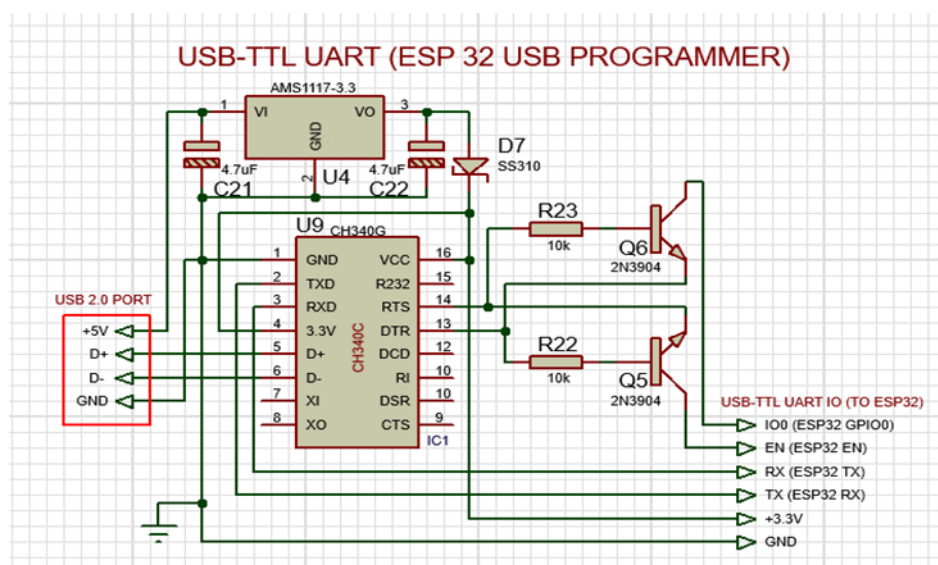 USB-TTL UART (ESP 32 USB PROGRAMMER)
AMS1117-3.3
1 VI VO 3
GND
2
U4
4.7uF
C21
4.7uF
C22
D7
SS310
U9 CH340G
1 GND VCC 16
2 TXD R232 15
3 RXD RTS 14
4 3.3V DTR 13
5 D+ DCD 12
6 D- RI 10
7 XI DSR 10
8 XO CTS 9
CH340C
IC1
R23
10k
Q6
2N3904
R22
10k
Q5
2N3904
USB 2.0 PORT
+5V
D+
D-
GND
USB-TTL UART IO (TO ESP32)
IO0 (ESP32 GPIO0)
EN (ESP32 EN)
RX (ESP32 TX)
TX (ESP32 RX)
+3.3V
GND